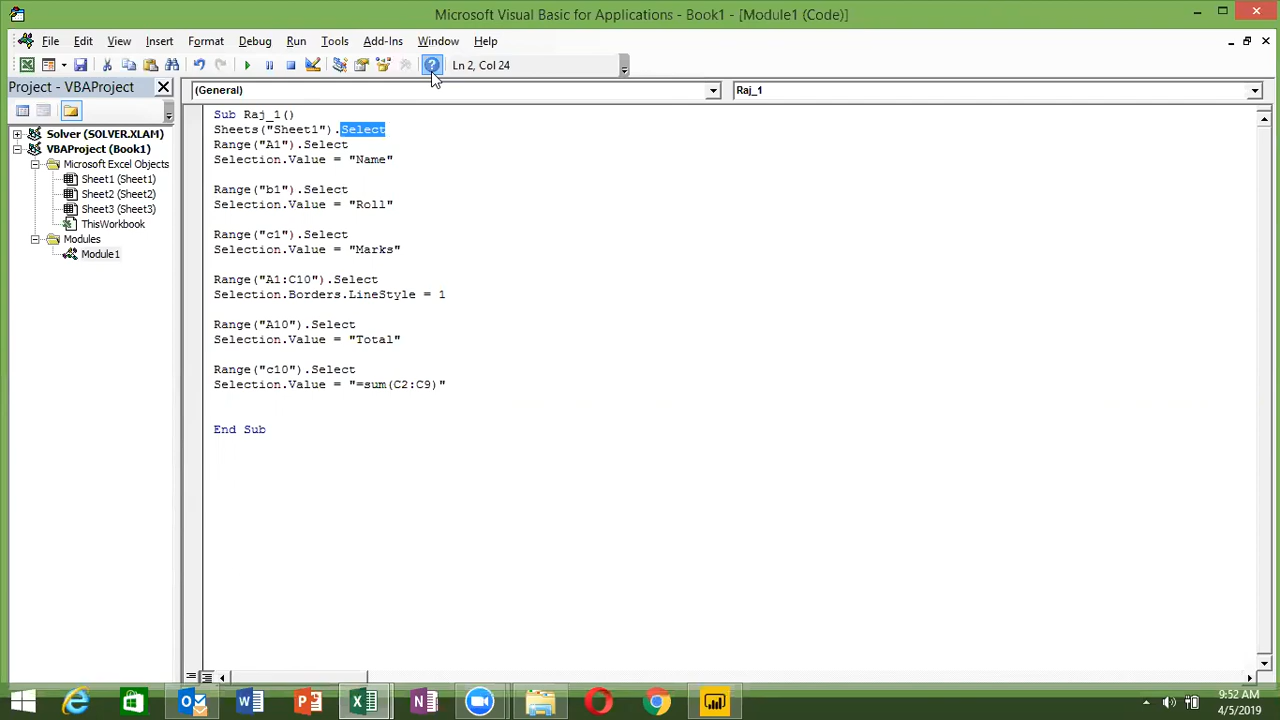 Microsoft Visual Basic for Applications - Book1 - [Module1 (Code)]
File Edit View Insert Format Debug Run Tools Add-Ins Window Help
Ln 2, Col 24
Project - VBAProject
(General)
Raj_1
Solver (SOLVER.XLAM)
VBAProject (Book1)
Microsoft Excel Objects
Sheet1 (Sheet1)
Sheet2 (Sheet2)
Sheet3 (Sheet3)
ThisWorkbook
Modules
Module1
Sub Raj_1()
Sheets("Sheet1").Select
Range("A1").Select
Selection.Value = "Name"
Range("b1").Select
Selection.Value = "Roll"
Range("c1").Select
Selection.Value = "Marks"
Range("A1:C10").Select
Selection.Borders.LineStyle = 1
Range("A10").Select
Selection.Value = "Total"
Range("c10").Select
Selection.Value = "=sum(C2:C9)"
End Sub
9:52 AM
4/5/2019